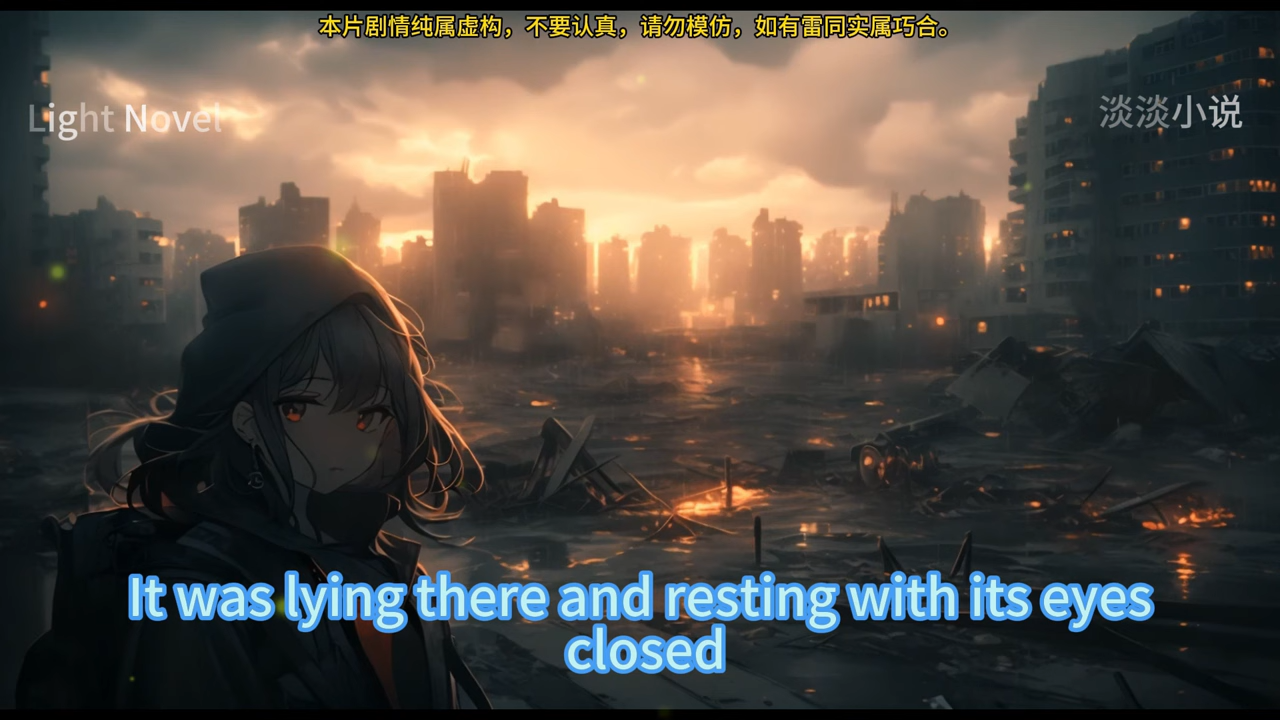 本片剧情纯属虚构，不要认真，请勿模仿，如有雷同实属巧合。
Light Novel
淡淡小说
It was lying there and resting with its eyes
closed